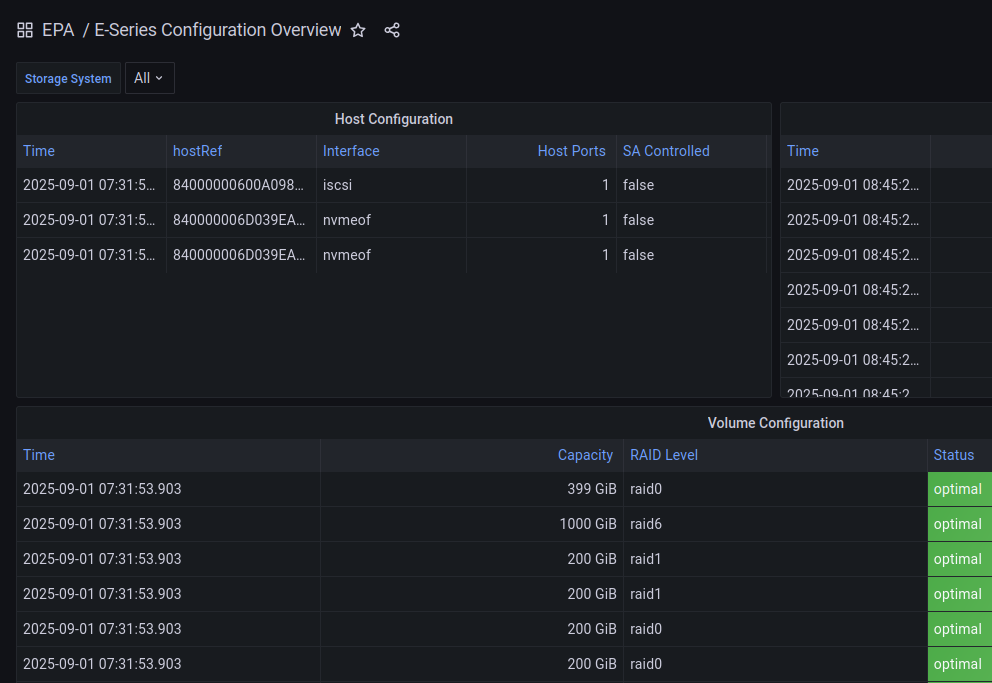 EPA / E-Series Configuration Overview
Storage System All
Host Configuration
Time hostRef Interface Host Ports SA Controlled
2025-09-01 07:31:5... 84000000600A098... iscsi 1 false
2025-09-01 07:31:5... 840000006D039EA... nvmeof 1 false
2025-09-01 07:31:5... 840000006D039EA... nvmeof 1 false
Time
2025-09-01 08:45:2...
2025-09-01 08:45:2...
2025-09-01 08:45:2...
2025-09-01 08:45:2...
2025-09-01 08:45:2...
2025-09-01 08:45:2...
2025-09-01 08:45:2...
Volume Configuration
Time Capacity RAID Level Status
2025-09-01 07:31:53.903 399 GiB raid0 optimal
2025-09-01 07:31:53.903 1000 GiB raid6 optimal
2025-09-01 07:31:53.903 200 GiB raid1 optimal
2025-09-01 07:31:53.903 200 GiB raid1 optimal
2025-09-01 07:31:53.903 200 GiB raid0 optimal
2025-09-01 07:31:53.903 200 GiB raid0 optimal